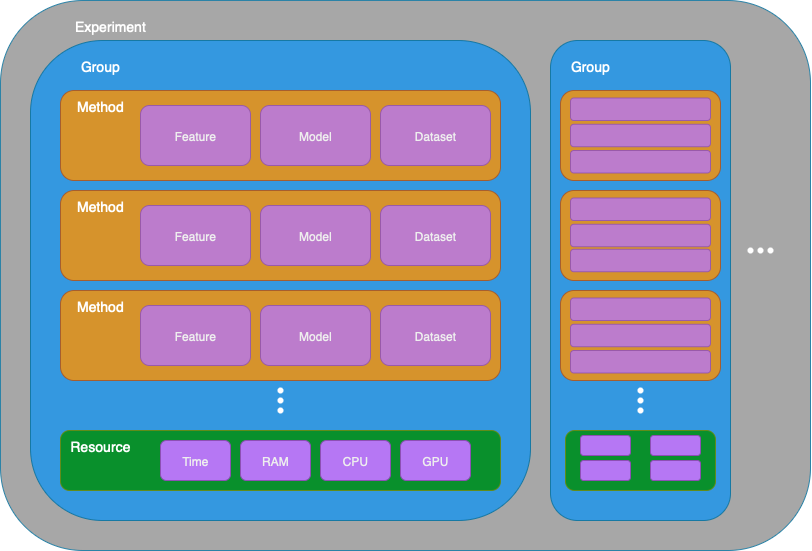 Experiment
Group
Group
Method
Feature Model Dataset
Method
Feature Model Dataset
Method
Feature Model Dataset
Resource
Time RAM CPU GPU